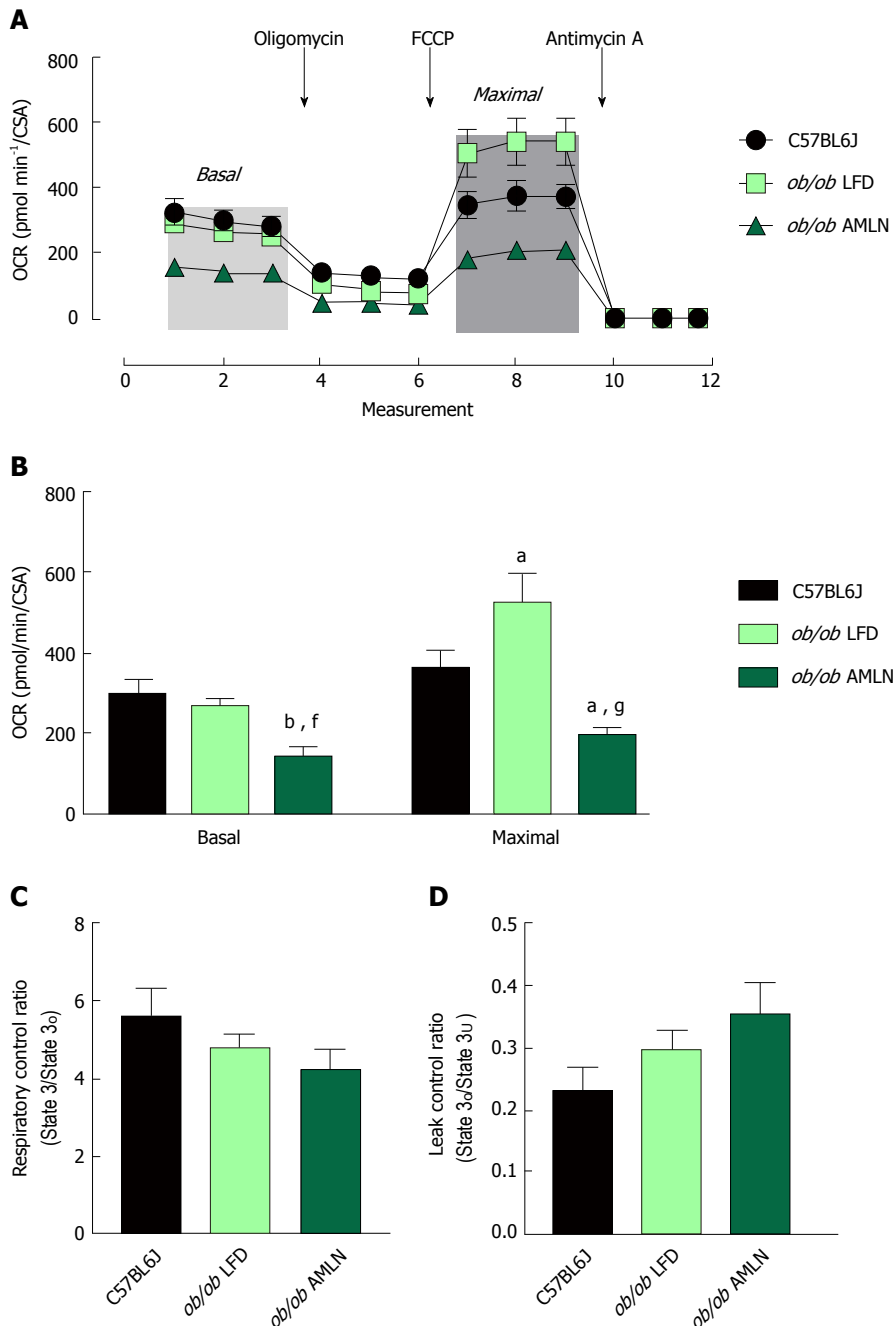 A
Oligomycin
FCCP
Antimycin A
800
600
400
200
0
OCR (pmol min⁻¹/CSA)
Basal
Maximal
C57BL6J
ob/ob LFD
ob/ob AMLN
0 2 4 6 8 10 12
Measurement
B
800
600
400
200
0
OCR (pmol/min/CSA)
b , f
a
a , g
Basal
Maximal
C57BL6J
ob/ob LFD
ob/ob AMLN
C
8
6
4
2
0
Respiratory control ratio
(State 3/State 3o)
C57BL6J
ob/ob LFD
ob/ob AMLN
D
0.5
0.4
0.3
0.2
0.1
0.0
Leak control ratio
(State 3o/State 3u)
C57BL6J
ob/ob LFD
ob/ob AMLN